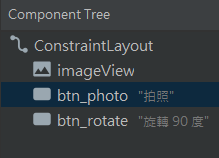 Component Tree
ConstraintLayout
imageView
btn_photo "拍照"
btn_rotate "旋轉 90 度"